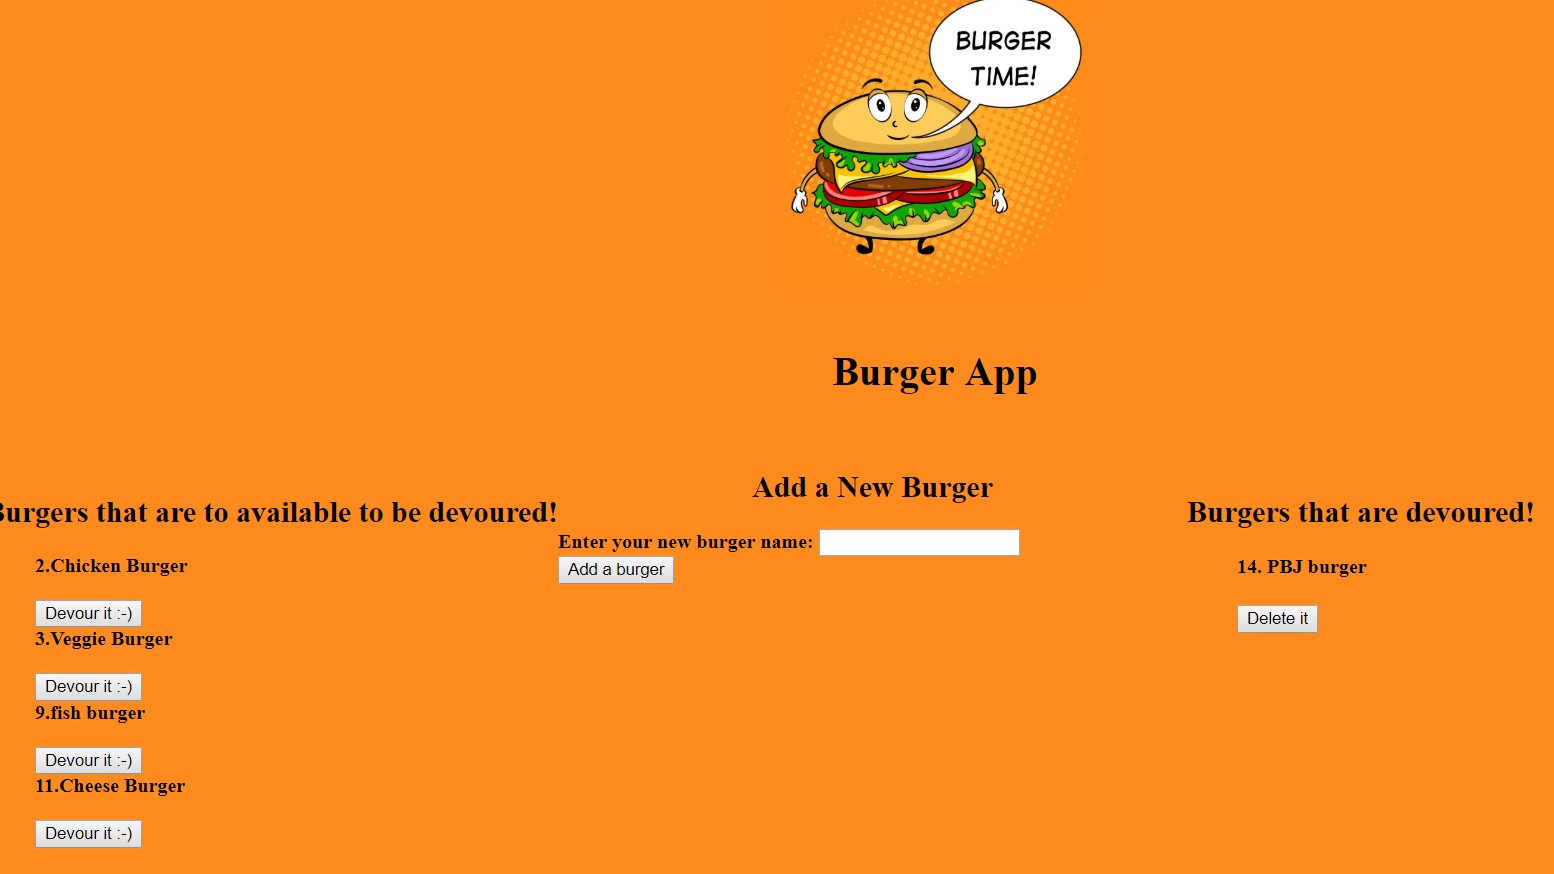 BURGER
TIME!
Burger App
Burgers that are to available to be devoured!
2.Chicken Burger
Devour it :-)
3.Veggie Burger
Devour it :-)
9.fish burger
Devour it :-)
11.Cheese Burger
Devour it :-)
Add a New Burger
Enter your new burger name:
Add a burger
Burgers that are devoured!
14. PBJ burger
Delete it